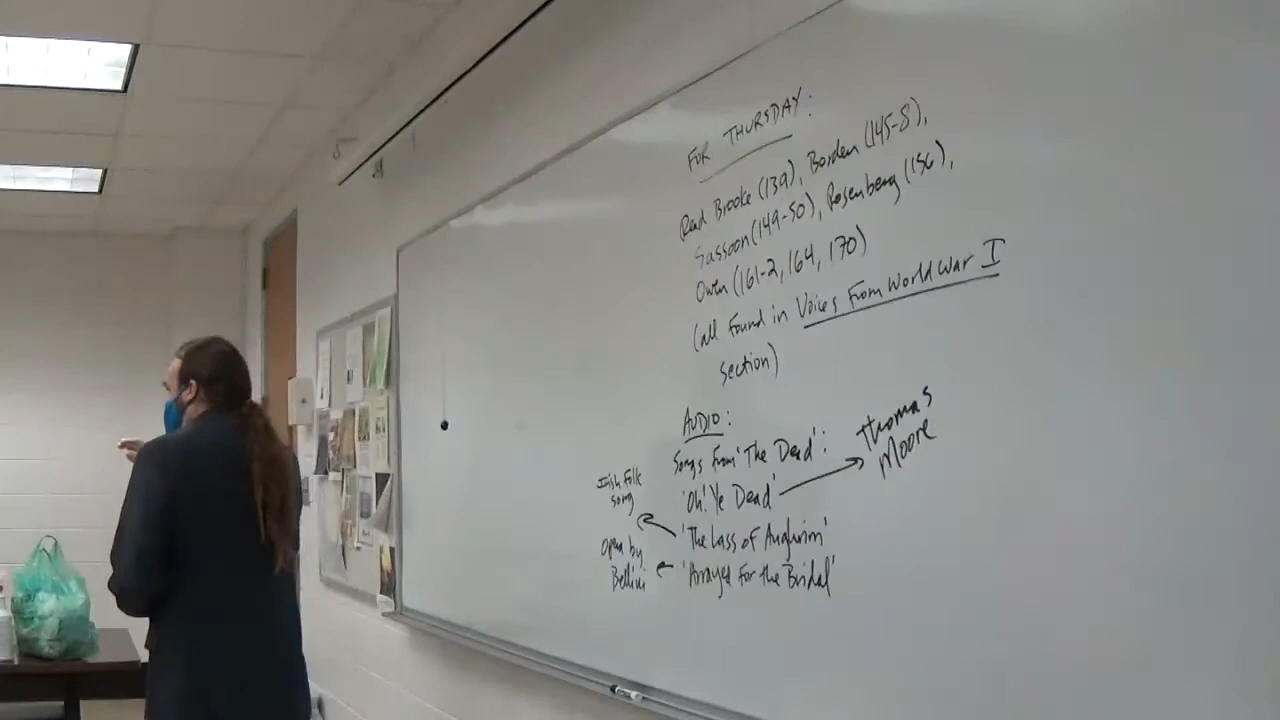 FOR THURSDAY:
Read Brooke (139), Borden (145-8),
Sassoon (149-50), Rosenberg (156),
Owen (161-2, 164, 170)
(all found in Voices From World War I
section)
AUDIO:
Songs from 'The Dead':
'Oh! Ye Dead'
Thomas
Moore
'The Lass of Aughrim'
Irish folk
song
'Arrayed for the Bridal'
Opera by
Bellini